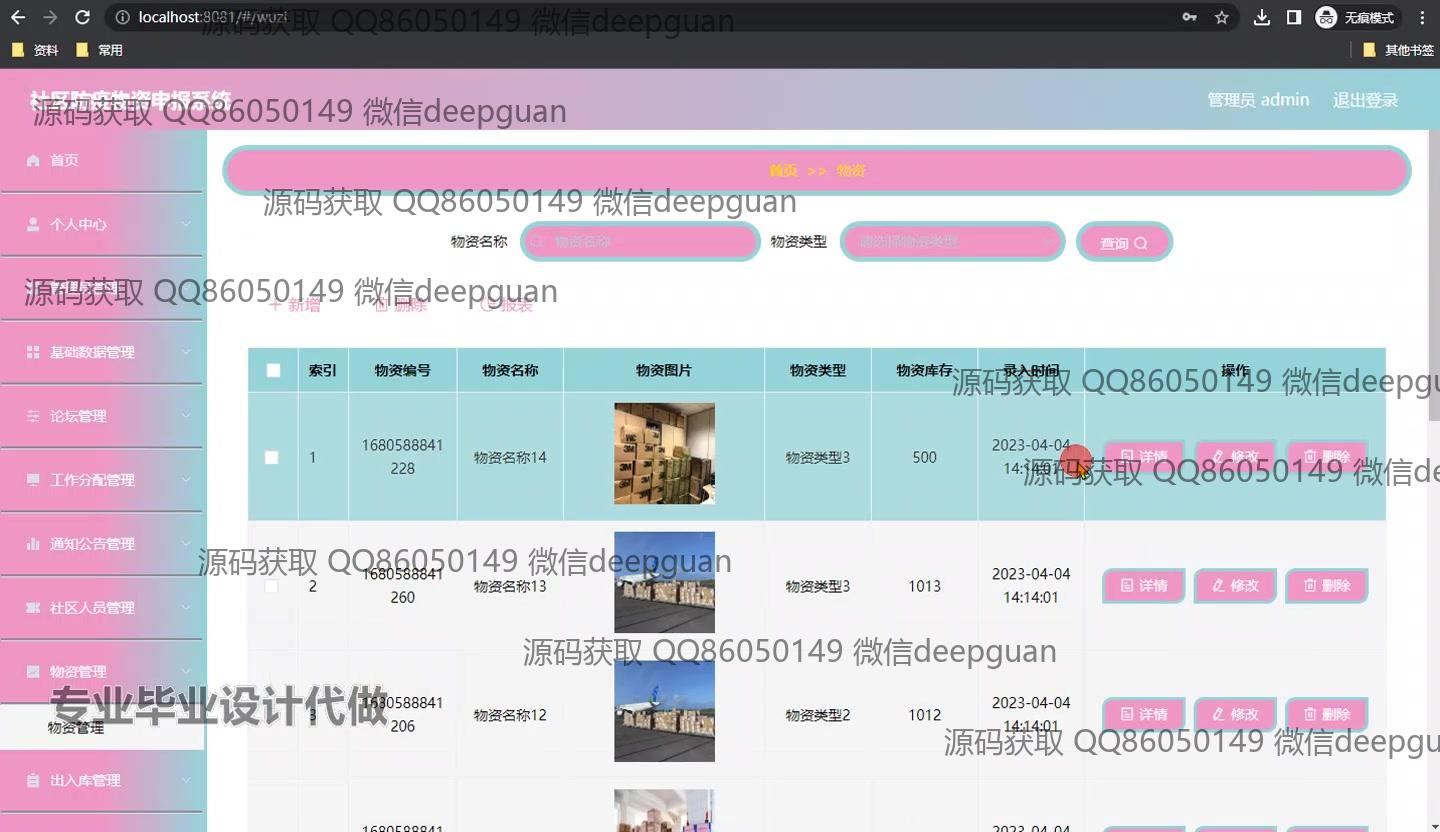 localhost:8081/#/wuzi
无痕模式
资料
常用
其他书签
源码获取 QQ86050149 微信deepguan
社区防疫物资申报系统
源码获取 QQ86050149 微信deepguan
管理员 admin
退出登录
首页
首页 >> 物资
个人中心
源码获取 QQ86050149 微信deepguan
物资名称
物资名称
物资类型
请选择物资类型
查询
源码获取 QQ86050149 微信deepguan
+ 新增
删除
报表
基础数据管理
论坛管理
工作分配管理
通知公告管理
社区人员管理
物资管理
物资管理
出入库管理
专业毕业设计代做
索引 物资编号 物资名称 物资图片 物资类型 物资库存 录入时间 操作
源码获取 QQ86050149 微信deepgu
1 1680588841228 物资名称14 物资类型3 500 2023-04-04 14:14:01 详情 修改 删除
源码获取 QQ86050149 微信de
源码获取 QQ86050149 微信deepguan
2 1680588841260 物资名称13 物资类型3 1013 2023-04-04 14:14:01 详情 修改 删除
源码获取 QQ86050149 微信deepguan
3 1680588841206 物资名称12 物资类型2 1012 2023-04-04 14:14:01 详情 修改 删除
源码获取 QQ86050149 微信deepgu
1680588841 2023-04-04